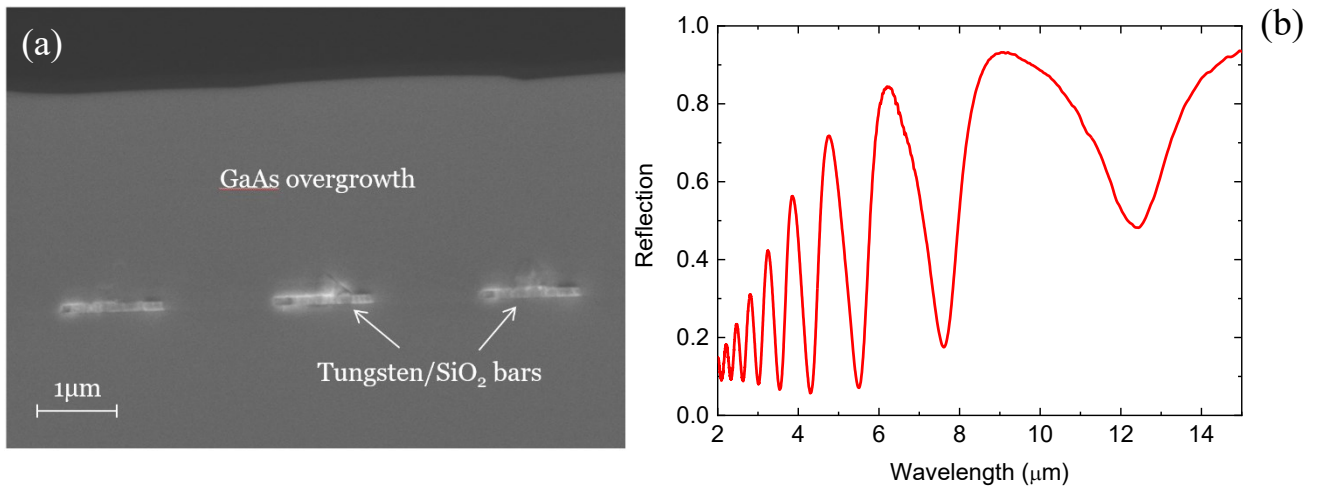 (a)
GaAs overgrowth
Tungsten/SiO₂ bars
1μm
(b)
1.0
0.8
0.6
0.4
0.2
0.0
Reflection
2 4 6 8 10 12 14
Wavelength (μm)